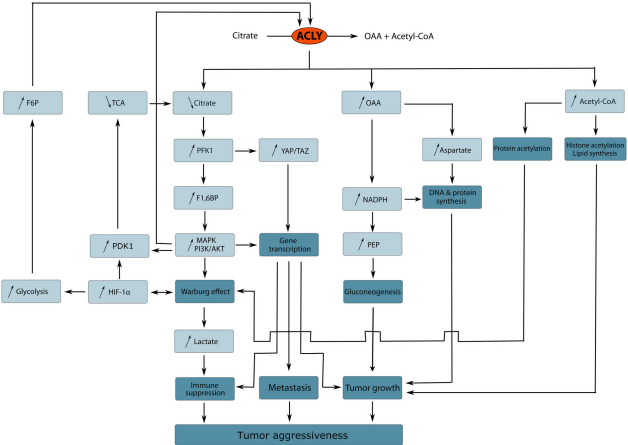 Citrate
ACLY
OAA + Acetyl-CoA
F6P
TCA
Citrate
OAA
Acetyl-CoA
PFK1
YAP/TAZ
Aspartate
Protein acetylation
Histone acetylation
Lipid synthesis
F1,6BP
NADPH
DNA & protein
synthesis
PDK1
MAPK
PI3K/AKT
Gene
transcription
PEP
Glycolysis
HIF-1α
Warburg effect
Gluconeogenesis
Lactate
Immune
suppression
Metastasis
Tumor growth
Tumor aggressiveness